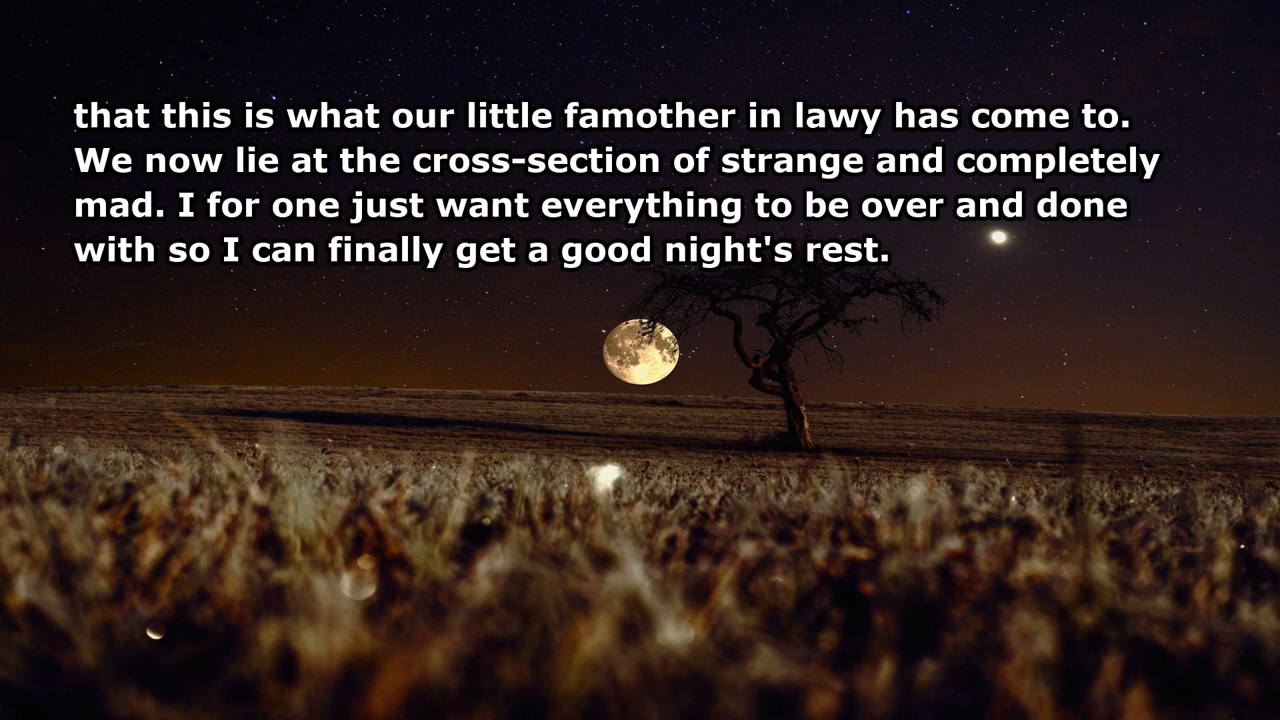 that this is what our little famother in lawy has come to.
We now lie at the cross-section of strange and completely
mad. I for one just want everything to be over and done
with so I can finally get a good night's rest.